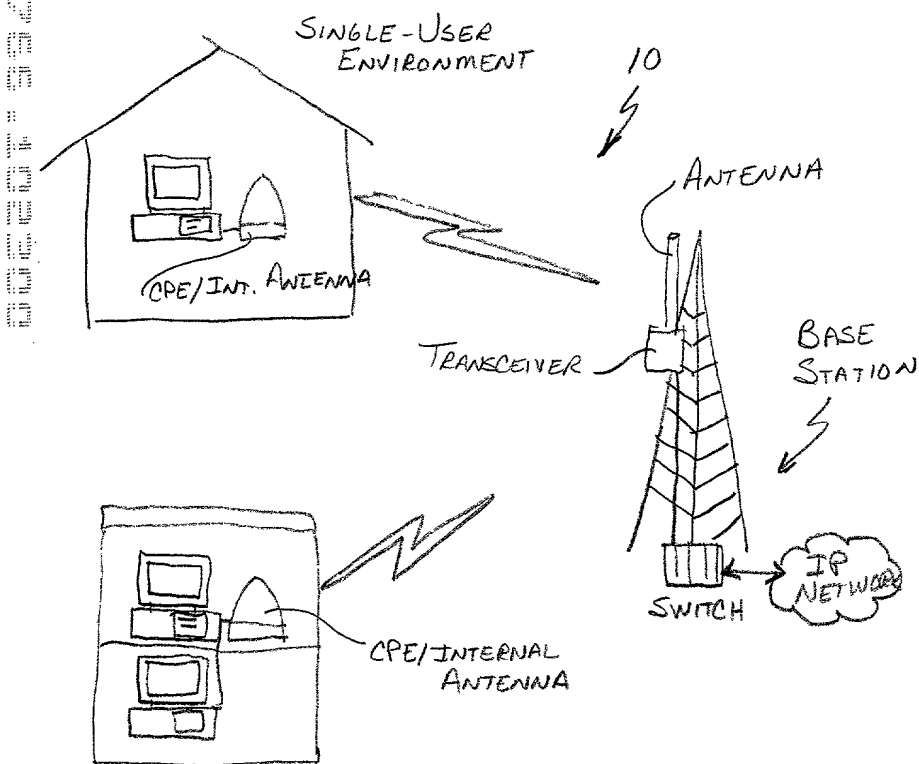 SINGLE-USER
ENVIRONMENT
10
ANTENNA
CPE/INT. ANTENNA
TRANSCEIVER
BASE
STATION
IP
NETWORK
SWITCH
CPE/INTERNAL
ANTENNA